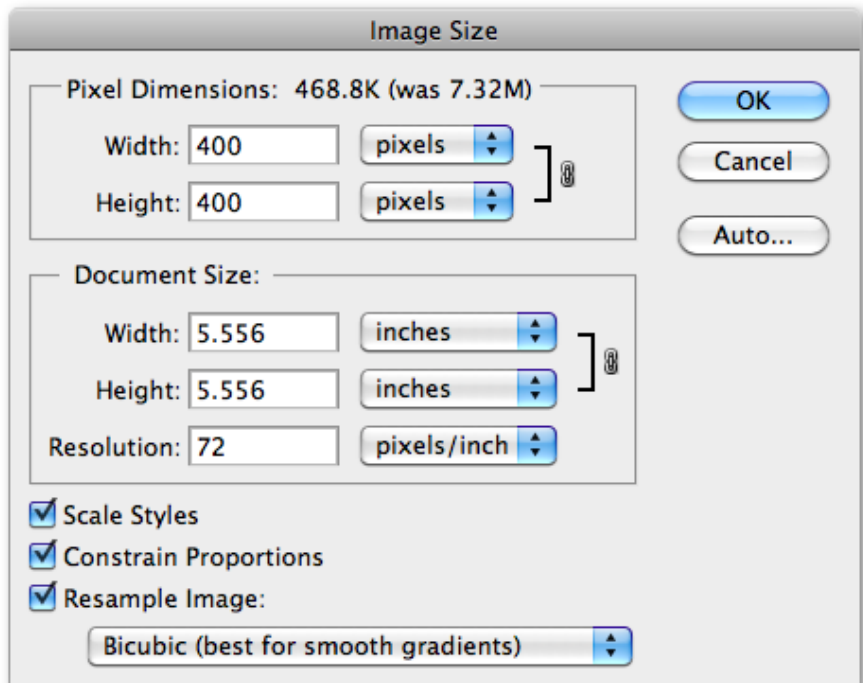 Image Size
Pixel Dimensions: 468.8K (was 7.32M)
Width: 400 pixels
Height: 400 pixels
OK
Cancel
Auto...
Document Size:
Width: 5.556 inches
Height: 5.556 inches
Resolution: 72 pixels/inch
Scale Styles
Constrain Proportions
Resample Image:
Bicubic (best for smooth gradients)